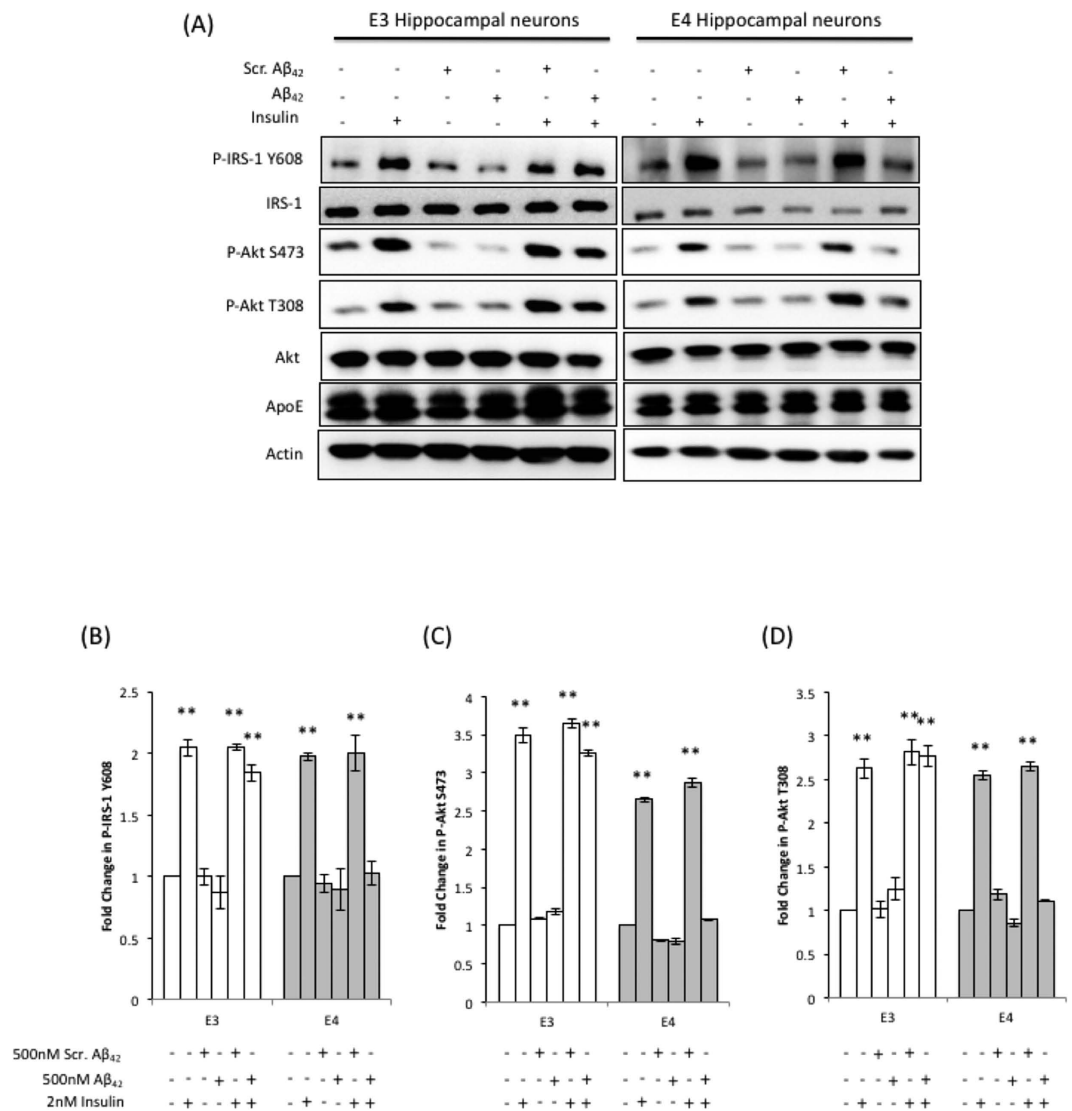 (A)
E3 Hippocampal neurons E4 Hippocampal neurons
Scr. Aβ42 - - + - + - - - + - + -
Aβ42 - - - + - + - - - + - +
Insulin - + - - + + - + - - + +
P-IRS-1 Y608
IRS-1
P-Akt S473
P-Akt T308
Akt
ApoE
Actin
(B)
Fold Change in P-IRS-1 Y608
2.5
2
1.5
1
0.5
0
** ** ** ** **
E3 E4
(C)
Fold Change in P-Akt S473
4
3.5
3
2.5
2
1.5
1
0.5
0
** ** ** ** **
E3 E4
(D)
Fold Change in P-Akt T308
3.5
3
2.5
2
1.5
1
0.5
0
** ** ** ** **
E3 E4
500nM Scr. Aβ42 - - + - + - - - + - + - - - + - + - - - + - + - - - + - + - - - + - + -
500nM Aβ42 - - - + - + - - - + - + - - - + - + - - - + - + - - - + - + - - - + - +
2nM Insulin - + - - + + - + - - + + - + - - + + - + - - + + - + - - + + - + - - + +